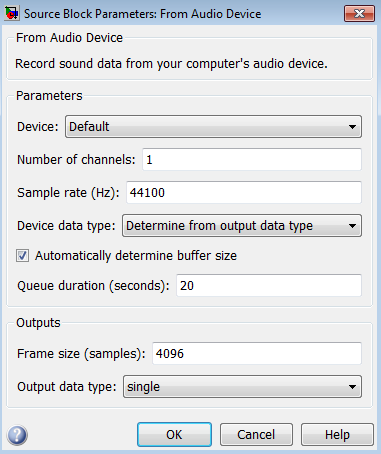 Source Block Parameters: From Audio Device
From Audio Device
Record sound data from your computer's audio device.
Parameters
Device: Default
Number of channels: 1
Sample rate (Hz): 44100
Device data type: Determine from output data type
Automatically determine buffer size
Queue duration (seconds): 20
Outputs
Frame size (samples): 4096
Output data type: single
? OK Cancel Help